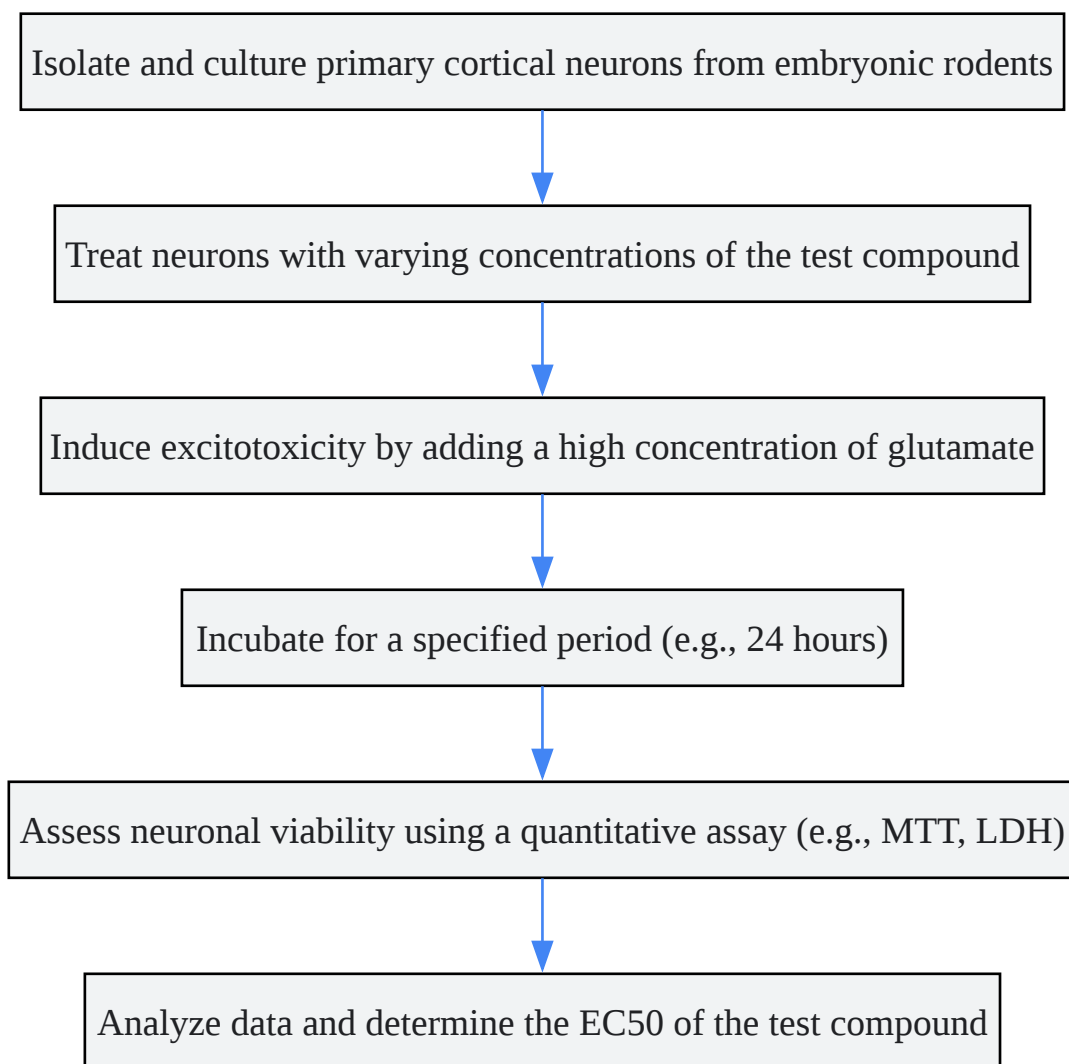 Isolate and culture primary cortical neurons from embryonic rodents
Treat neurons with varying concentrations of the test compound
Induce excitotoxicity by adding a high concentration of glutamate
Incubate for a specified period (e.g., 24 hours)
Assess neuronal viability using a quantitative assay (e.g., MTT, LDH)
Analyze data and determine the EC50 of the test compound